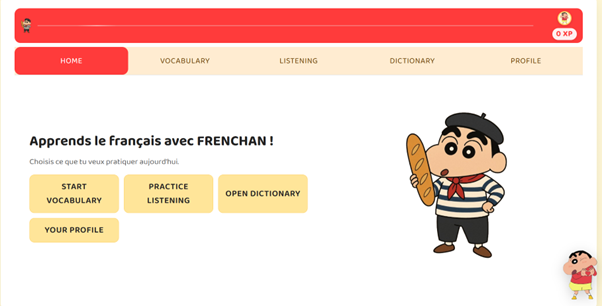 0 XP
HOME
VOCABULARY
LISTENING
DICTIONARY
PROFILE
Apprends le français avec FRENCHAN !
Choisis ce que tu veux pratiquer aujourd'hui.
START
VOCABULARY
PRACTICE
LISTENING
OPEN DICTIONARY
YOUR PROFILE